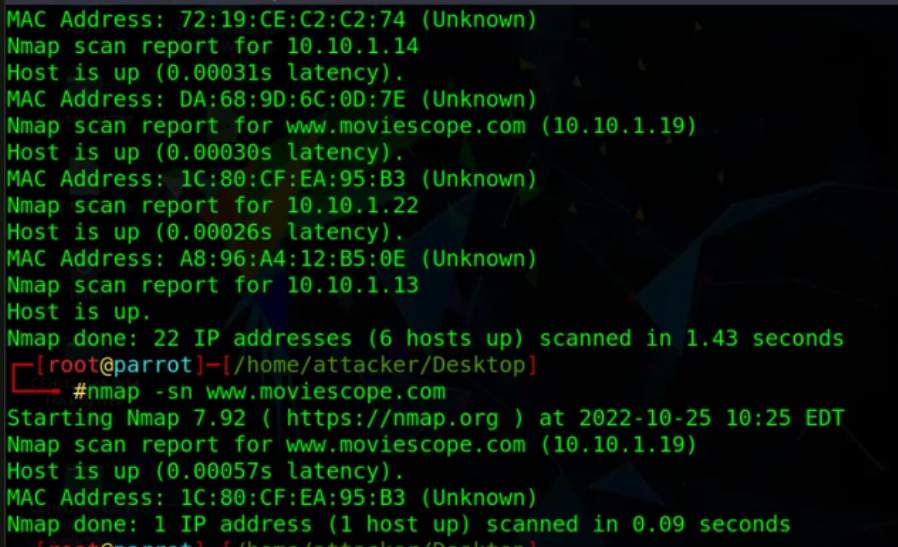 MAC Address: 72:19:CE:C2:C2:74 (Unknown)
Nmap scan report for 10.10.1.14
Host is up (0.00031s latency).
MAC Address: DA:68:9D:6C:0D:7E (Unknown)
Nmap scan report for www.moviescope.com (10.10.1.19)
Host is up (0.00030s latency).
MAC Address: 1C:80:CF:EA:95:B3 (Unknown)
Nmap scan report for 10.10.1.22
Host is up (0.00026s latency).
MAC Address: A8:96:A4:12:B5:0E (Unknown)
Nmap scan report for 10.10.1.13
Host is up.
Nmap done: 22 IP addresses (6 hosts up) scanned in 1.43 seconds
┌─[root@parrot]─[/home/attacker/Desktop]
└── #nmap -sn www.moviescope.com
Starting Nmap 7.92 ( https://nmap.org ) at 2022-10-25 10:25 EDT
Nmap scan report for www.moviescope.com (10.10.1.19)
Host is up (0.00057s latency).
MAC Address: 1C:80:CF:EA:95:B3 (Unknown)
Nmap done: 1 IP address (1 host up) scanned in 0.09 seconds